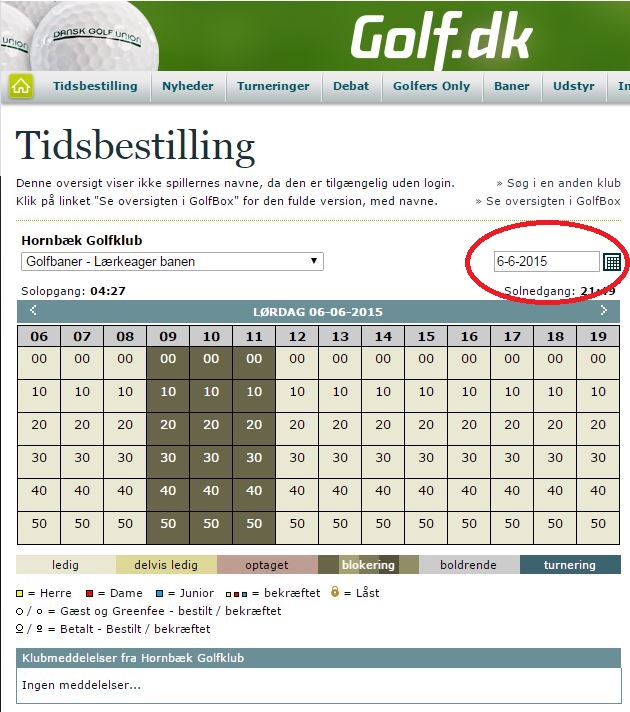 DANSK GOLF UNION
UNION
Golf.dk
Tidsbestilling Nyheder Turneringer Debat Golfers Only Baner Udstyr In
Tidsbestilling
Denne oversigt viser ikke spillernes navne, da den er tilgængelig uden login. » Søg i en anden klub
Klik på linket "Se oversigten i GolfBox" for den fulde version, med navne. » Se oversigten i GolfBox
Hornbæk Golfklub
Golfbaner - Lærkeager banen 6-6-2015
Solopgang: 04:27 Solnedgang: 21:49
LØRDAG 06-06-2015
06 07 08 09 10 11 12 13 14 15 16 17 18 19
00 00 00 00 00 00 00 00 00 00 00 00 00 00
10 10 10 10 10 10 10 10 10 10 10 10 10 10
20 20 20 20 20 20 20 20 20 20 20 20 20 20
30 30 30 30 30 30 30 30 30 30 30 30 30 30
40 40 40 40 40 40 40 40 40 40 40 40 40 40
50 50 50 50 50 50 50 50 50 50 50 50 50 50
ledig delvis ledig optaget blokering boldrende turnering
= Herre = Dame = Junior = bekræftet = Låst
/ = Gæst og Greenfee - bestilt / bekræftet
/ = Betalt - Bestilt / bekræftet
Klubmeddelelser fra Hornbæk Golfklub
Ingen meddelelser...